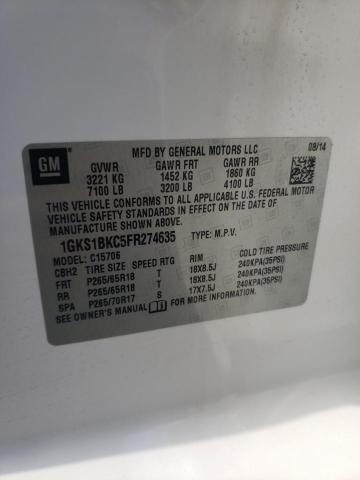 GM
MFD BY GENERAL MOTORS LLC 08/14
GVWR GAWR FRT GAWR RR
3221 KG 1452 KG 1860 KG
7100 LB 3200 LB 4100 LB
THIS VEHICLE CONFORMS TO ALL APPLICABLE U.S. FEDERAL MOTOR
VEHICLE SAFETY STANDARDS IN EFFECT ON THE DATE OF
MANUFACTURE SHOWN ABOVE.
1GKS1BKC5FR274635 TYPE: M.P.V.
MODEL: C15706
CBH2 TIRE SIZE SPEED RTG RIM COLD TIRE PRESSURE
FRT P265/65R18 T 18X8.5J 240KPA(35PSI)
RR P265/65R18 T 18X8.5J 240KPA(35PSI)
SPA P265/70R17 S 17X7.5J 240KPA(35PSI)
SEE OWNER'S MANUAL FOR MORE INFORMATION.